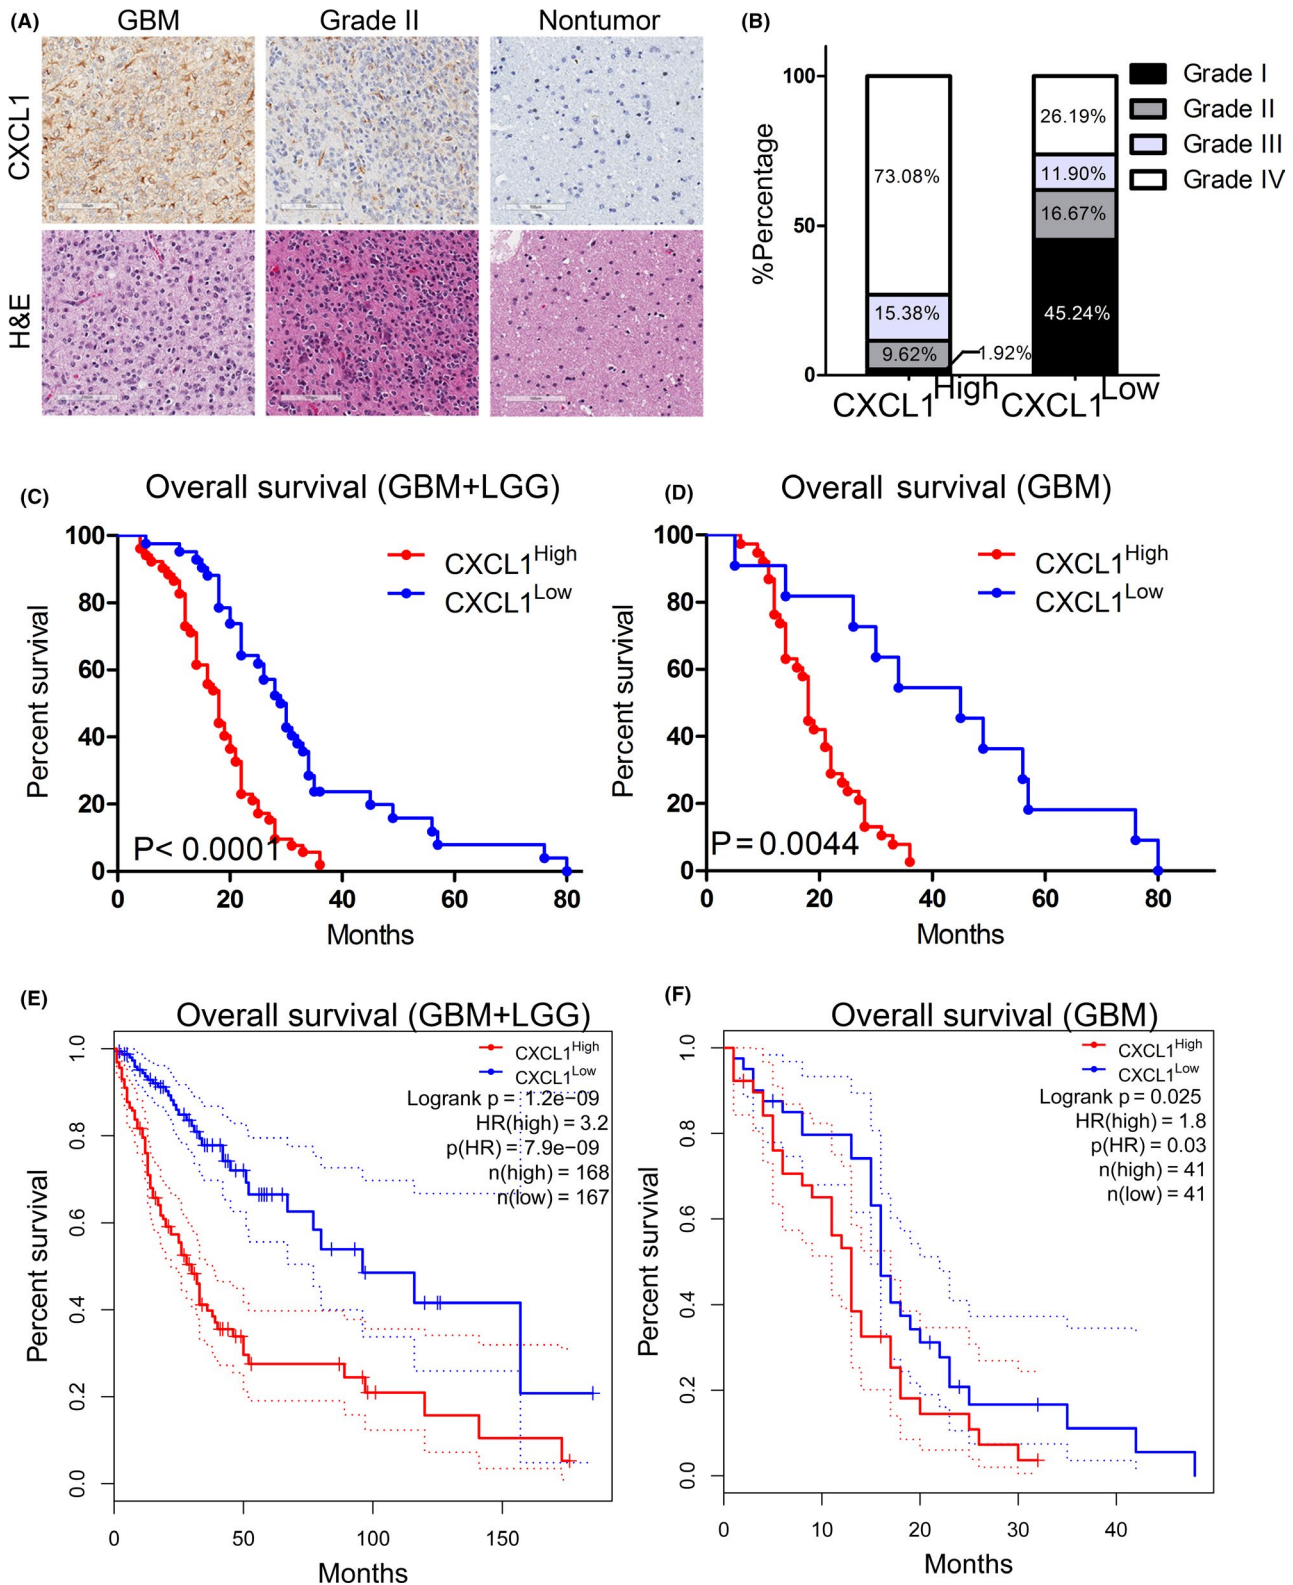 (A)
GBM
Grade II
Nontumor
CXCL1
H&E
(B)
%Percentage
100
50
0
73.08%
15.38%
9.62%
1.92%
26.19%
11.90%
16.67%
45.24%
CXCL1High
CXCL1Low
Grade I
Grade II
Grade III
Grade IV
(C)
Overall survival (GBM+LGG)
Percent survival
100
80
60
40
20
0
CXCL1High
CXCL1Low
P< 0.0001
0 20 40 60 80
Months
(D)
Overall survival (GBM)
Percent survival
100
80
60
40
20
0
CXCL1High
CXCL1Low
P = 0.0044
0 20 40 60 80
Months
(E)
Overall survival (GBM+LGG)
Percent survival
1.0
0.8
0.6
0.4
0.2
0.0
CXCL1High
CXCL1Low
Logrank p = 1.2e−09
HR(high) = 3.2
p(HR) = 7.9e−09
n(high) = 168
n(low) = 167
0 50 100 150
Months
(F)
Overall survival (GBM)
Percent survival
1.0
0.8
0.6
0.4
0.2
0.0
CXCL1High
CXCL1Low
Logrank p = 0.025
HR(high) = 1.8
p(HR) = 0.03
n(high) = 41
n(low) = 41
0 10 20 30 40
Months